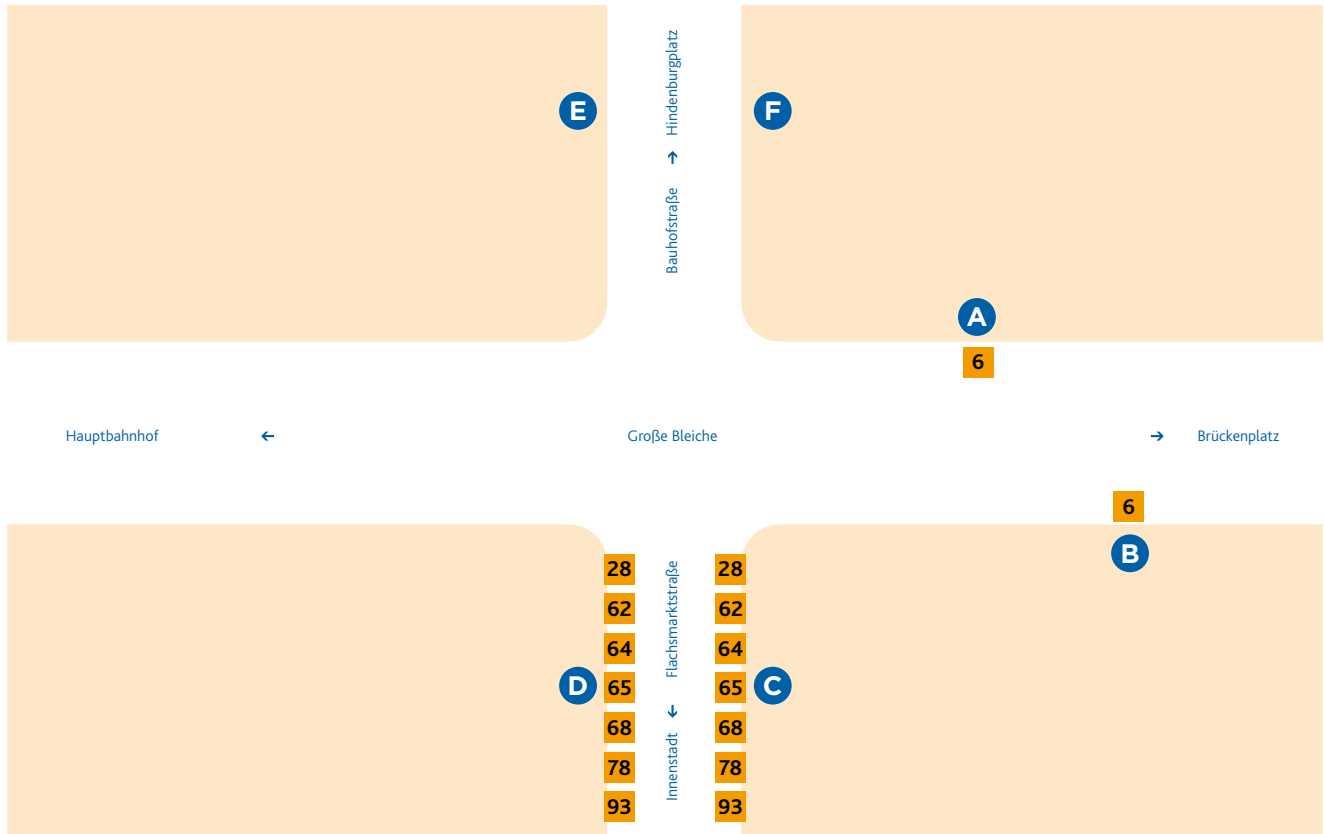 Hindenburgplatz
E
F
Bauhofstraße
A
6
Hauptbahnhof
Große Bleiche
Brückenplatz
6
B
28
28
62
62
Flachsmarktstraße
64
64
D
65
65
C
68
68
Innenstadt
78
78
93
93